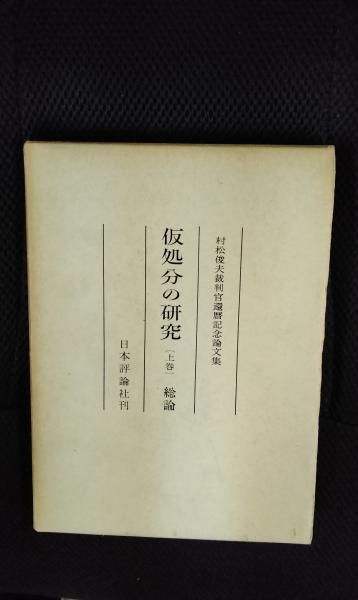 村松俊夫裁判官還暦記念論文集
仮処分の研究〔上巻〕総論
日本評論社刊